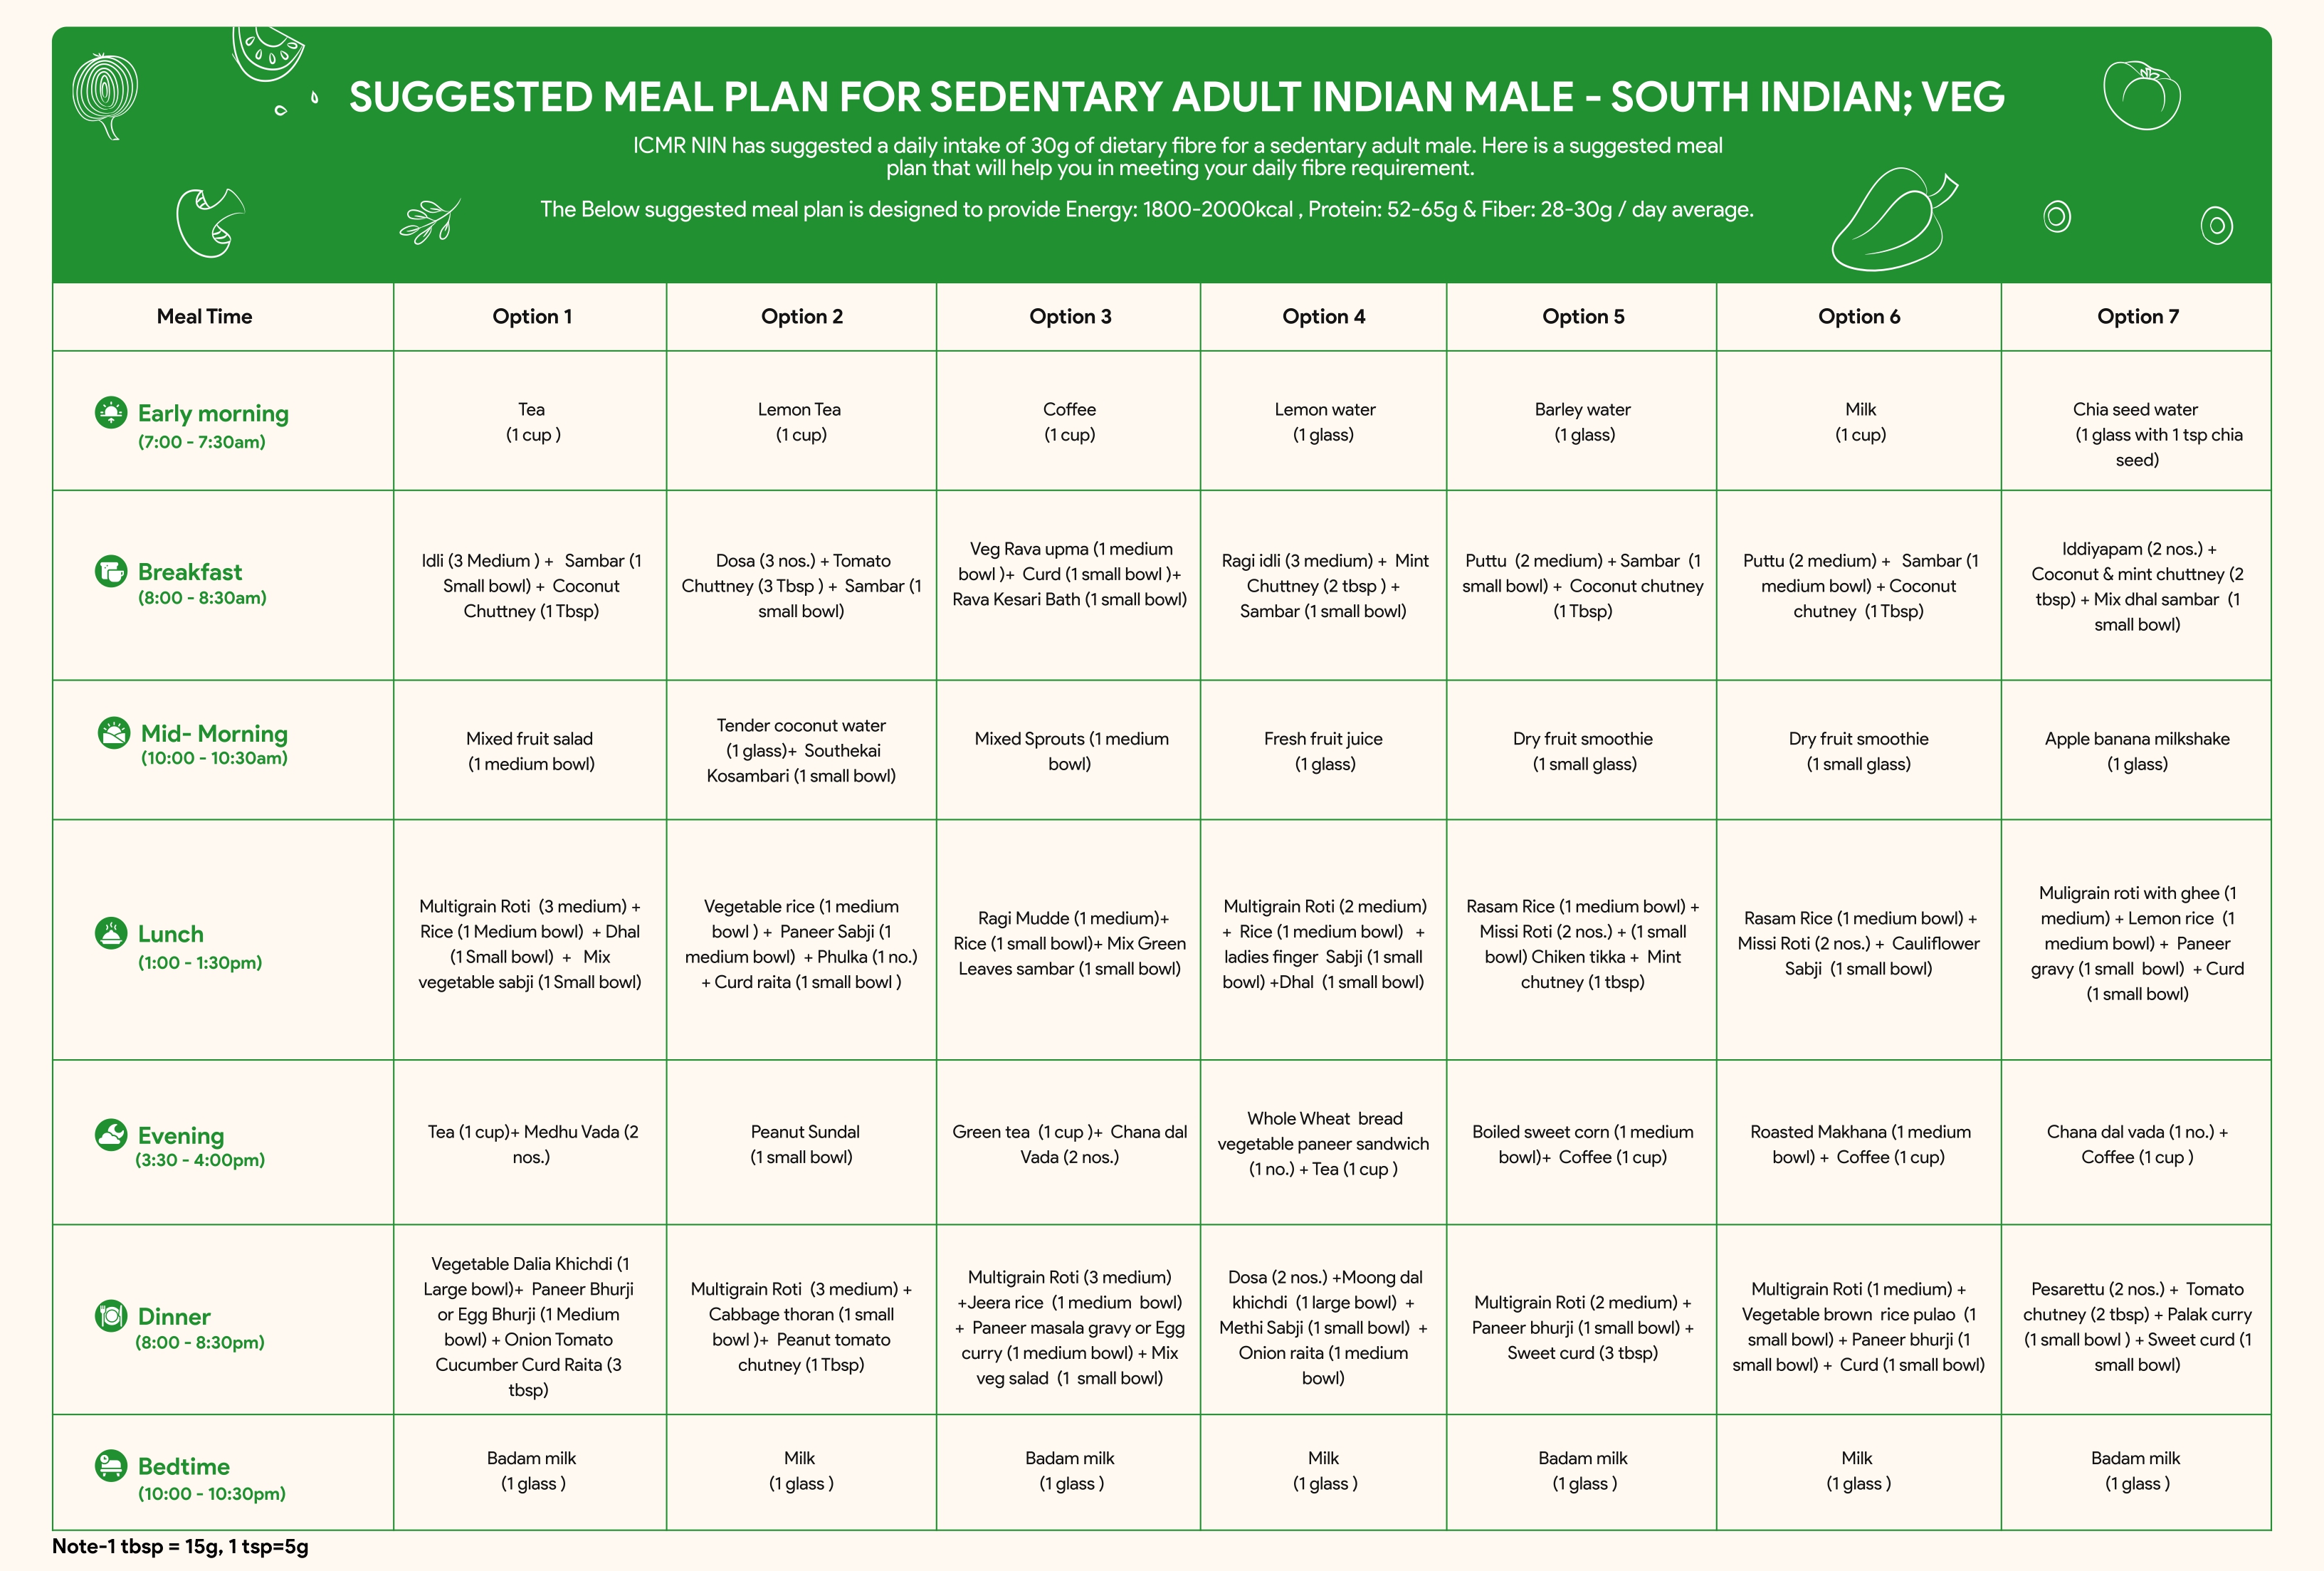 SUGGESTED MEAL PLAN FOR SEDENTARY ADULT INDIAN MALE - SOUTH INDIAN; VEG
ICMR NIN has suggested a daily intake of 30g of dietary fibre for a sedentary adult male. Here is a suggested meal
plan that will help you in meeting your daily fibre requirement.
The Below suggested meal plan is designed to provide Energy: 1800-2000kcal , Protein: 52-65g & Fiber: 28-30g / day average.
Meal Time
Option 1
Option 2
Option 3
Option 4
Option 5
Option 6
Option 7
Early morning
(7:00 - 7:30am)
Tea
(1 cup )
Lemon Tea
(1 cup)
Coffee
(1 cup)
Lemon water
(1 glass)
Barley water
(1 glass)
Milk
(1 cup)
Chia seed water
(1 glass with 1 tsp chia
seed)
Breakfast
(8:00 - 8:30am)
Idli (3 Medium ) + Sambar (1
Small bowl) + Coconut
Chuttney (1 Tbsp)
Dosa (3 nos.) + Tomato
Chuttney (3 Tbsp ) + Sambar (1
small bowl)
Veg Rava upma (1 medium
bowl )+ Curd (1 small bowl )+
Rava Kesari Bath (1 small bowl)
Ragi idli (3 medium) + Mint
Chuttney (2 tbsp ) +
Sambar (1 small bowl)
Puttu (2 medium) + Sambar (1
small bowl) + Coconut chutney
(1 Tbsp)
Puttu (2 medium) + Sambar (1
medium bowl) + Coconut
chutney (1 Tbsp)
Iddiyapam (2 nos.) +
Coconut & mint chuttney (2
tbsp) + Mix dhal sambar (1
small bowl)
Mid- Morning
(10:00 - 10:30am)
Mixed fruit salad
(1 medium bowl)
Tender coconut water
(1 glass)+ Southekai
Kosambari (1 small bowl)
Mixed Sprouts (1 medium
bowl)
Fresh fruit juice
(1 glass)
Dry fruit smoothie
(1 small glass)
Dry fruit smoothie
(1 small glass)
Apple banana milkshake
(1 glass)
Lunch
(1:00 - 1:30pm)
Multigrain Roti (3 medium) +
Rice (1 Medium bowl) + Dhal
(1 Small bowl) + Mix
vegetable sabji (1 Small bowl)
Vegetable rice (1 medium
bowl ) + Paneer Sabji (1
medium bowl) + Phulka (1 no.)
+ Curd raita (1 small bowl )
Ragi Mudde (1 medium)+
Rice (1 small bowl)+ Mix Green
Leaves sambar (1 small bowl)
Multigrain Roti (2 medium)
+ Rice (1 medium bowl) +
ladies finger Sabji (1 small
bowl) +Dhal (1 small bowl)
Rasam Rice (1 medium bowl) +
Missi Roti (2 nos.) + (1 small
bowl) Chiken tikka + Mint
chutney (1 tbsp)
Rasam Rice (1 medium bowl) +
Missi Roti (2 nos.) + Cauliflower
Sabji (1 small bowl)
Muligrain roti with ghee (1
medium) + Lemon rice (1
medium bowl) + Paneer
gravy (1 small bowl) + Curd
(1 small bowl)
Evening
(3:30 - 4:00pm)
Tea (1 cup)+ Medhu Vada (2
nos.)
Peanut Sundal
(1 small bowl)
Green tea (1 cup )+ Chana dal
Vada (2 nos.)
Whole Wheat bread
vegetable paneer sandwich
(1 no.) + Tea (1 cup )
Boiled sweet corn (1 medium
bowl)+ Coffee (1 cup)
Roasted Makhana (1 medium
bowl) + Coffee (1 cup)
Chana dal vada (1 no.) +
Coffee (1 cup )
Dinner
(8:00 - 8:30pm)
Vegetable Dalia Khichdi (1
Large bowl)+ Paneer Bhurji
or Egg Bhurji (1 Medium
bowl) + Onion Tomato
Cucumber Curd Raita (3
tbsp)
Multigrain Roti (3 medium) +
Cabbage thoran (1 small
bowl )+ Peanut tomato
chutney (1 Tbsp)
Multigrain Roti (3 medium)
+Jeera rice (1 medium bowl)
+ Paneer masala gravy or Egg
curry (1 medium bowl) + Mix
veg salad (1 small bowl)
Dosa (2 nos.) +Moong dal
khichdi (1 large bowl) +
Methi Sabji (1 small bowl) +
Onion raita (1 medium
bowl)
Multigrain Roti (2 medium) +
Paneer bhurji (1 small bowl) +
Sweet curd (3 tbsp)
Multigrain Roti (1 medium) +
Vegetable brown rice pulao (1
small bowl) + Paneer bhurji (1
small bowl) + Curd (1 small bowl)
Pesarettu (2 nos.) + Tomato
chutney (2 tbsp) + Palak curry
(1 small bowl ) + Sweet curd (1
small bowl)
Bedtime
(10:00 - 10:30pm)
Badam milk
(1 glass )
Milk
(1 glass )
Badam milk
(1 glass )
Milk
(1 glass )
Badam milk
(1 glass )
Milk
(1 glass )
Badam milk
(1 glass )
Note-1 tbsp = 15g, 1 tsp=5g